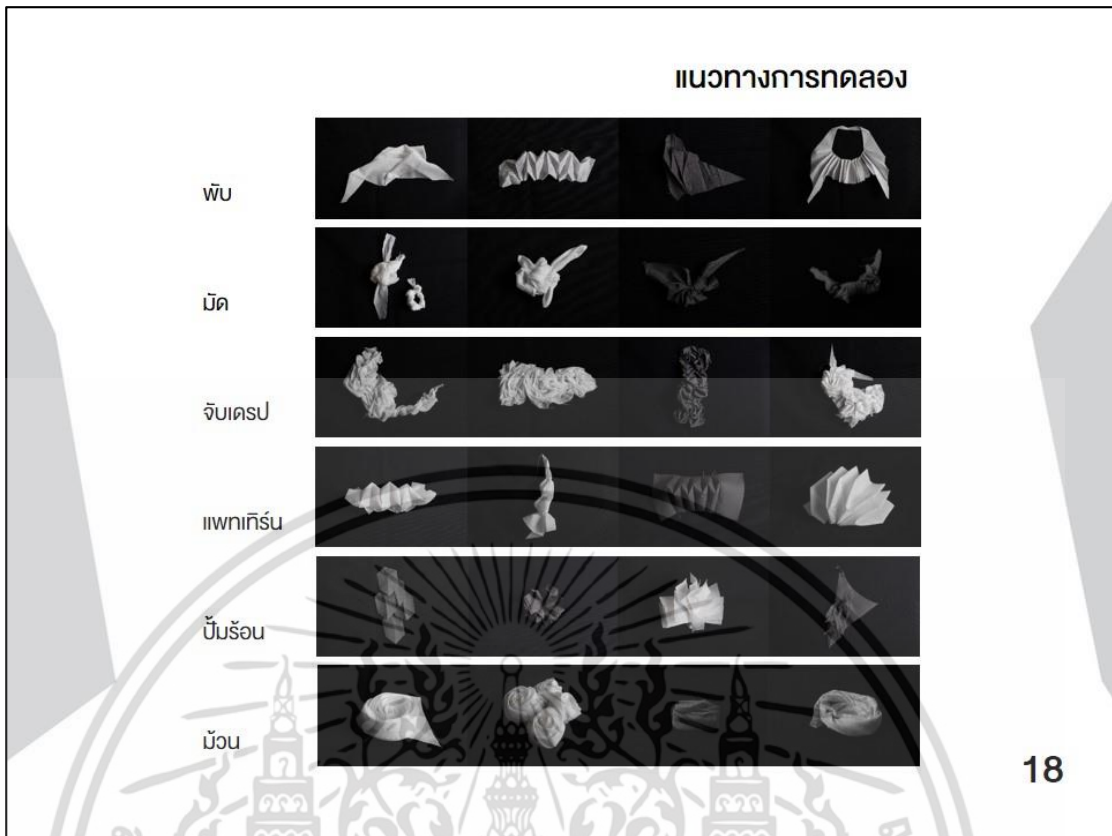 แนวทางการทดลอง
พับ
มัด
จับเดรป
แพทเทิร์น
ปั้มร้อน
ม้วน
18